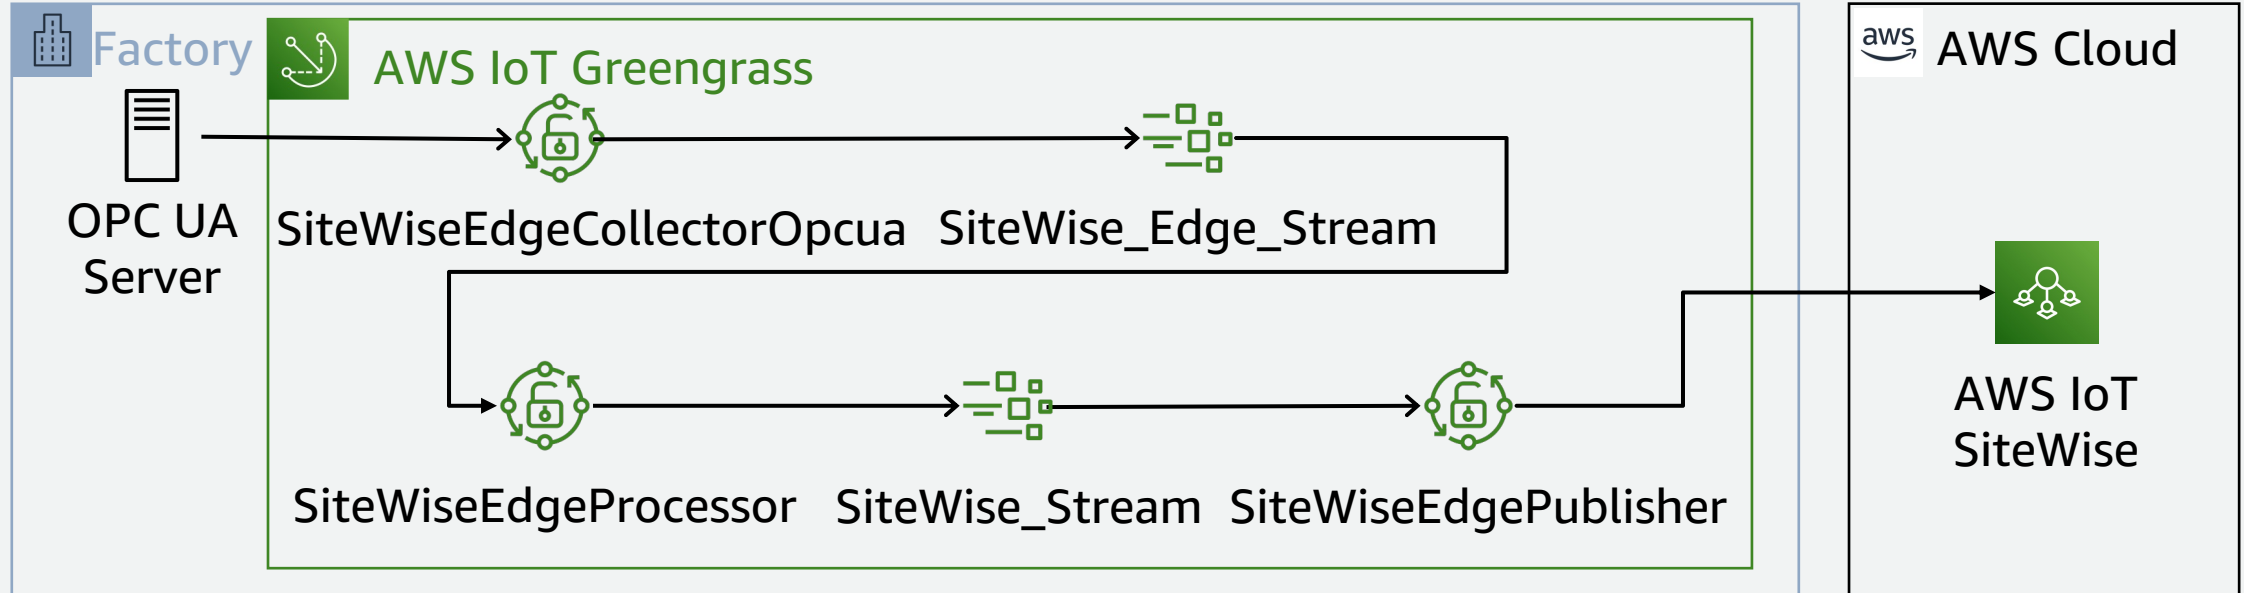 Factory
AWS IoT Greengrass
aws
AWS Cloud
OPC UA
Server
SiteWiseEdgeCollectorOpcua
SiteWise_Edge_Stream
SiteWiseEdgeProcessor
SiteWise_Stream
SiteWiseEdgePublisher
AWS IoT
SiteWise